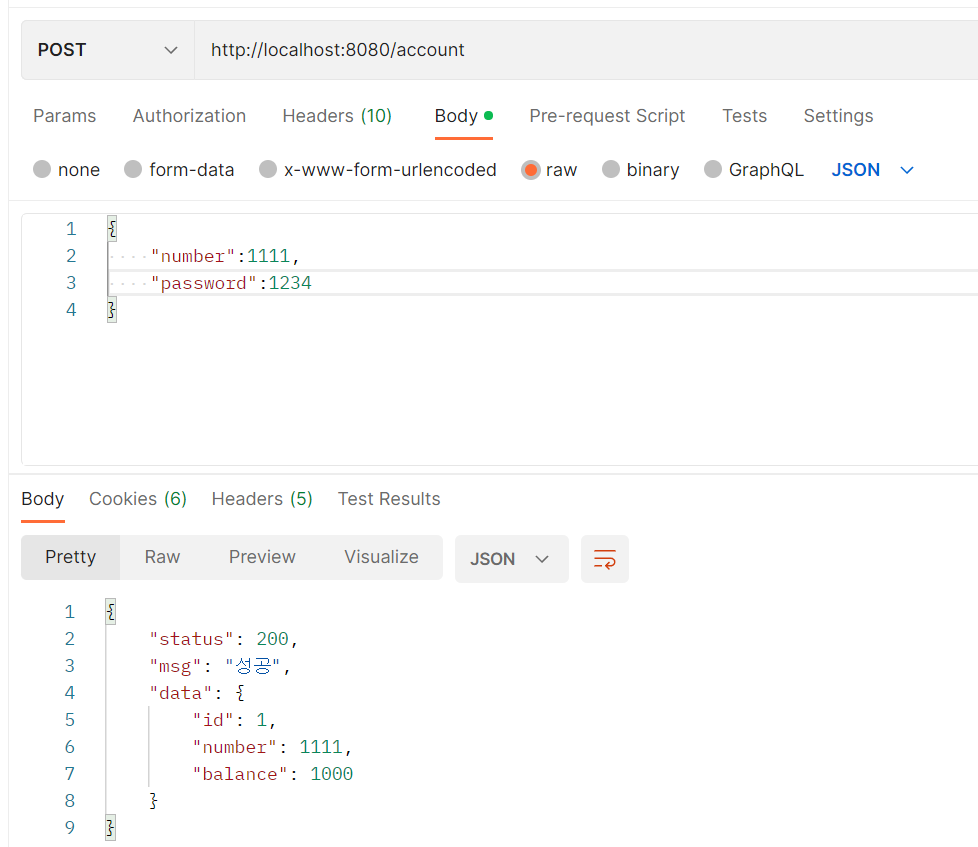 POST http://localhost:8080/account
Params Authorization Headers (10) Body Pre-request Script Tests Settings
none form-data x-www-form-urlencoded raw binary GraphQL JSON
1 {
2 ····"number":1111,
3 ····"password":1234
4 }
Body Cookies (6) Headers (5) Test Results
Pretty Raw Preview Visualize JSON
1 {
2 "status": 200,
3 "msg": "성공",
4 "data": {
5 "id": 1,
6 "number": 1111,
7 "balance": 1000
8 }
9 }